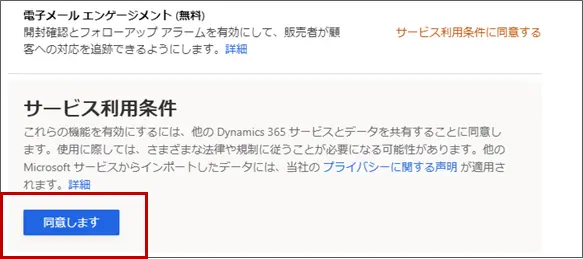 電子メール エンゲージメント (無料)
開封確認とフォローアップ アラームを有効にして、販売者が顧
客への対応を追跡できるようにします。詳細
サービス利用条件に同意する
サービス利用条件
これらの機能を有効にするには、他の Dynamics 365 サービスとデータを共有することに同意し
ます。使用に際しては、さまざまな法律や規制に従うことが必要になる可能性があります。他の
Microsoft サービスからインポートしたデータには、当社の プライバシーに関する声明 が適用さ
れます。詳細
同意します